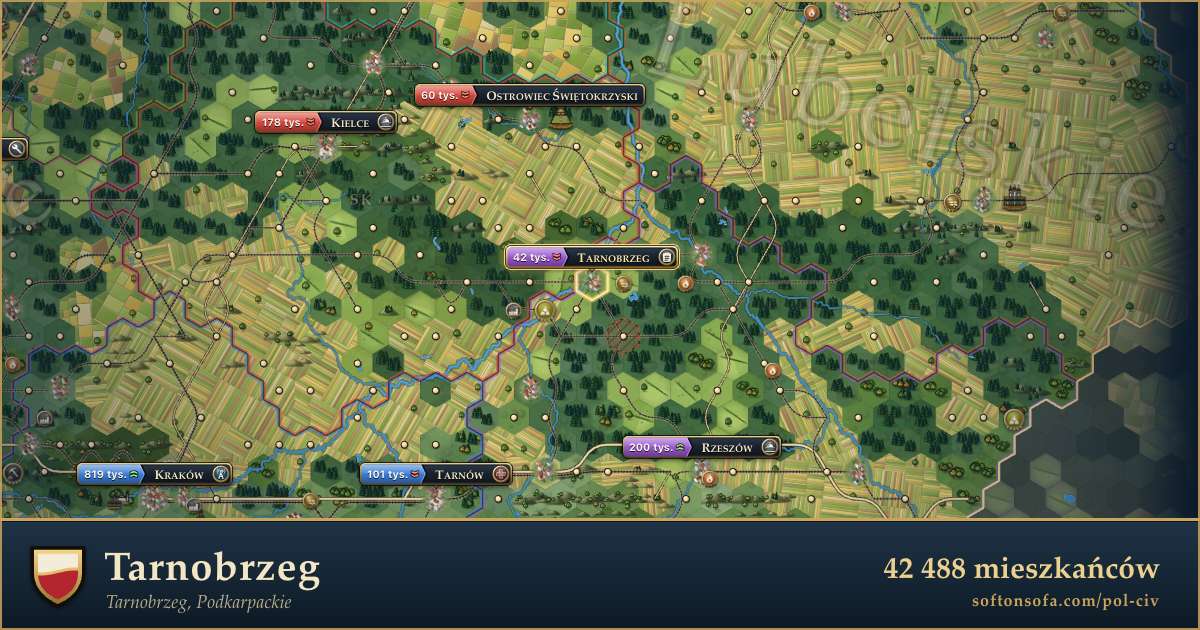 Lubelskie
60 tys. Ostrowiec Świętokrzyski
178 tys. Kielce
42 tys. Tarnobrzeg
200 tys. Rzeszów
819 tys. Kraków
101 tys. Tarnów
Tarnobrzeg
Tarnobrzeg, Podkarpackie
42 488 mieszkańców
softonsofa.com/pol-civ